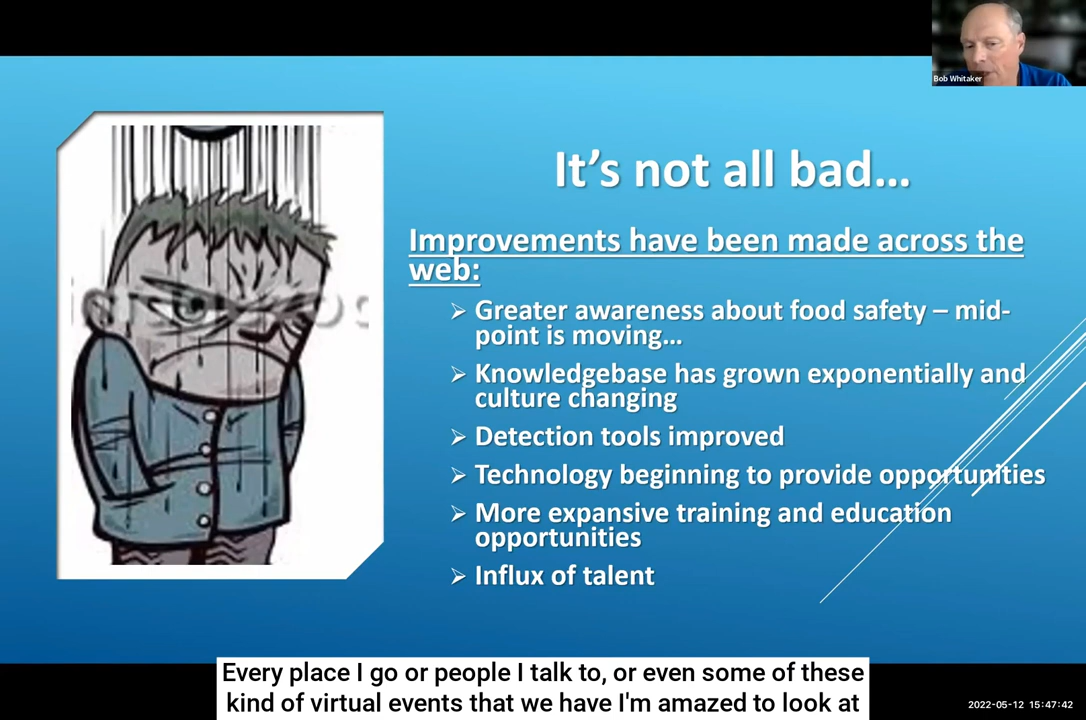 Bob Whitaker
It’s not all bad…
Improvements have been made across the
web:
➢ Greater awareness about food safety – mid-
point is moving…
➢ Knowledgebase has grown exponentially and
culture changing
➢ Detection tools improved
➢ Technology beginning to provide opportunities
➢ More expansive training and education
opportunities
➢ Influx of talent
Every place I go or people I talk to, or even some of these
kind of virtual events that we have I'm amazed to look at
2022-05-12 15:47:42